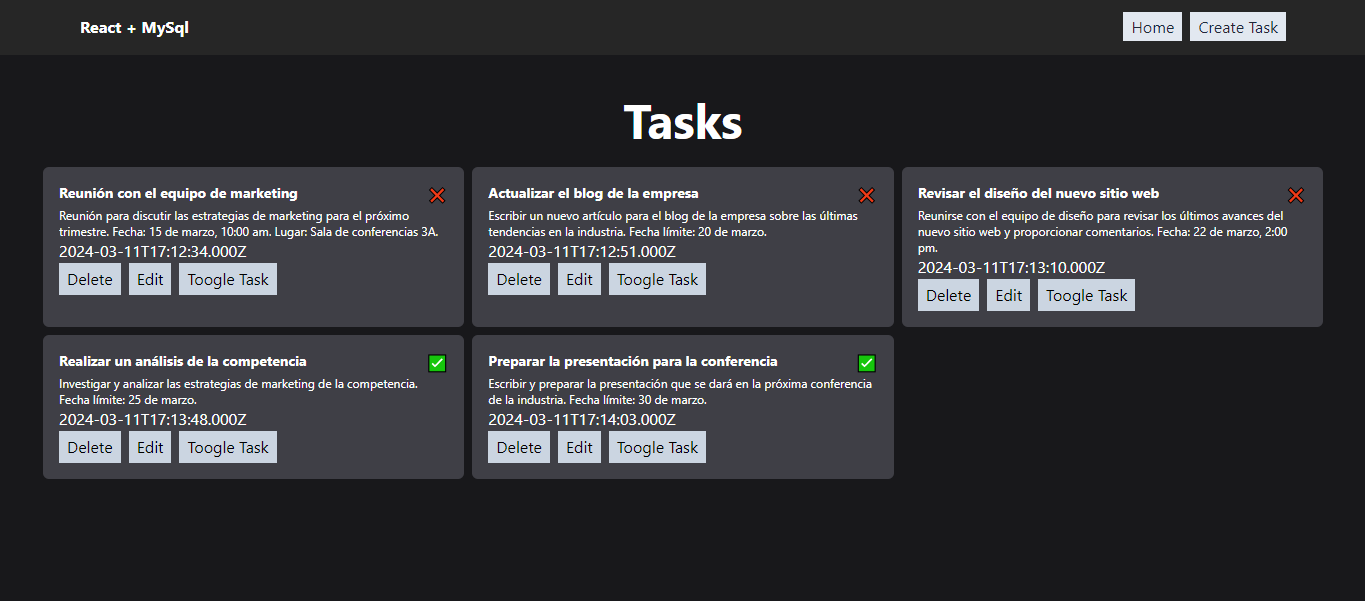 React + MySql
Home
Create Task
Tasks
Reunión con el equipo de marketing
Reunión para discutir las estrategias de marketing para el próximo
trimestre. Fecha: 15 de marzo, 10:00 am. Lugar: Sala de conferencias 3A.
2024-03-11T17:12:34.000Z
Delete Edit Toogle Task
Actualizar el blog de la empresa
Escribir un nuevo artículo para el blog de la empresa sobre las últimas
tendencias en la industria. Fecha límite: 20 de marzo.
2024-03-11T17:12:51.000Z
Delete Edit Toogle Task
Revisar el diseño del nuevo sitio web
Reunirse con el equipo de diseño para revisar los últimos avances del
nuevo sitio web y proporcionar comentarios. Fecha: 22 de marzo, 2:00
pm.
2024-03-11T17:13:10.000Z
Delete Edit Toogle Task
Realizar un análisis de la competencia
Investigar y analizar las estrategias de marketing de la competencia.
Fecha límite: 25 de marzo.
2024-03-11T17:13:48.000Z
Delete Edit Toogle Task
Preparar la presentación para la conferencia
Escribir y preparar la presentación que se dará en la próxima conferencia
de la industria. Fecha límite: 30 de marzo.
2024-03-11T17:14:03.000Z
Delete Edit Toogle Task